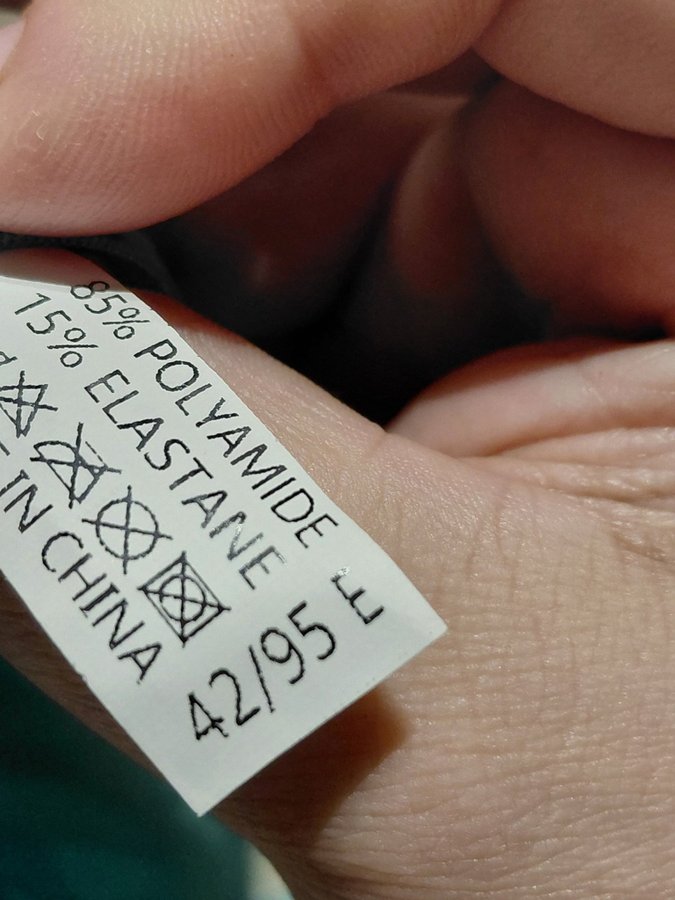 85% POLYAMIDE
15% ELASTANE
IN CHINA
42/95 E